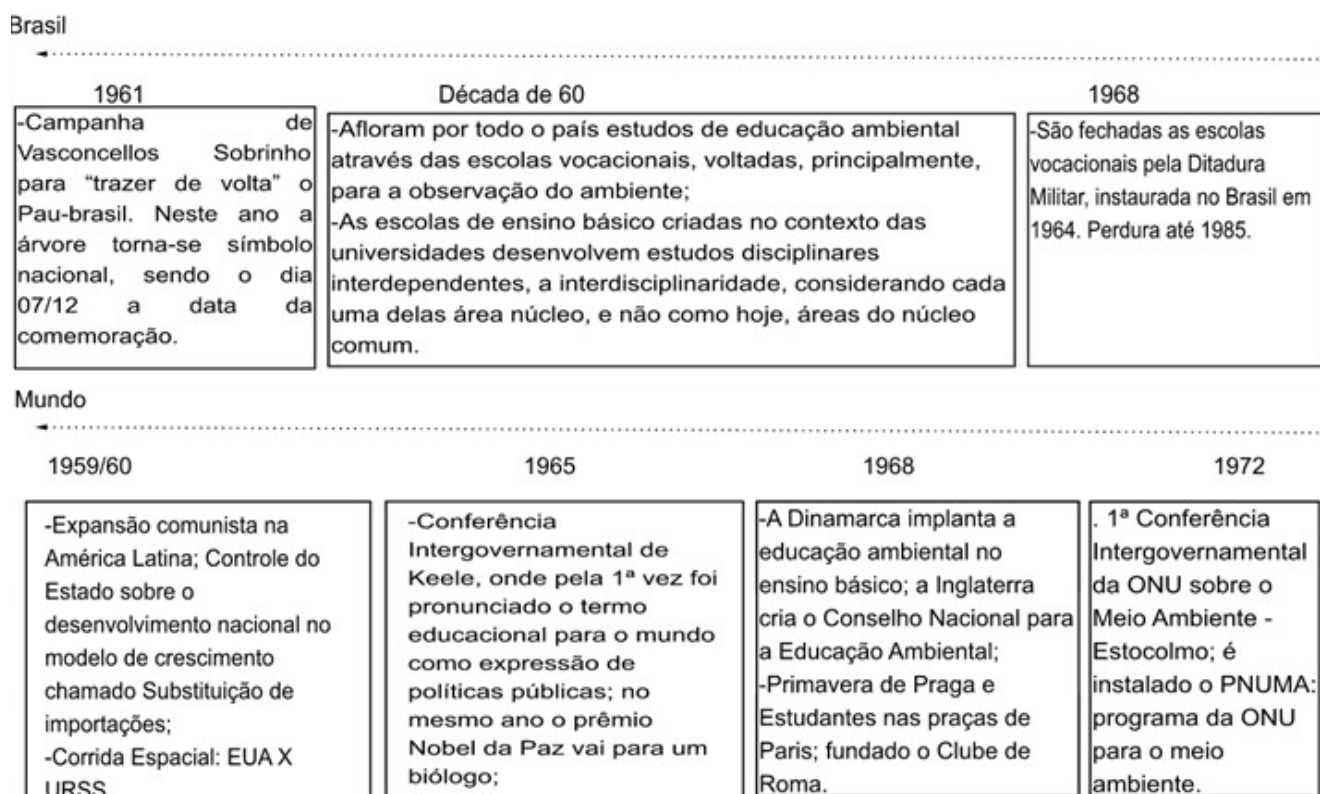 Brasil
1961
-Campanha de
Vasconcellos Sobrinho
para “trazer de volta” o
Pau-brasil. Neste ano a
árvore torna-se símbolo
nacional, sendo o dia
07/12 a data da
comemoração.
Década de 60
-Afloram por todo o país estudos de educação ambiental
através das escolas vocacionais, voltadas, principalmente,
para a observação do ambiente;
-As escolas de ensino básico criadas no contexto das
universidades desenvolvem estudos disciplinares
interdependentes, a interdisciplinaridade, considerando cada
uma delas área núcleo, e não como hoje, áreas do núcleo
comum.
1968
-São fechadas as escolas
vocacionais pela Ditadura
Militar, instaurada no Brasil em
1964. Perdura até 1985.
Mundo
1959/60
-Expansão comunista na
América Latina; Controle do
Estado sobre o
desenvolvimento nacional no
modelo de crescimento
chamado Substituição de
importações;
-Corrida Espacial: EUA X
URSS
1965
-Conferência
Intergovernamental de
Keele, onde pela 1ª vez foi
pronunciado o termo
educacional para o mundo
como expressão de
políticas públicas; no
mesmo ano o prêmio
Nobel da Paz vai para um
biólogo;
1968
-A Dinamarca implanta a
educação ambiental no
ensino básico; a Inglaterra
cria o Conselho Nacional para
a Educação Ambiental;
-Primavera de Praga e
Estudantes nas praças de
Paris; fundado o Clube de
Roma.
1972
. 1ª Conferência
Intergovernamental
da ONU sobre o
Meio Ambiente -
Estocolmo; é
instalado o PNUMA:
programa da ONU
para o meio
ambiente.